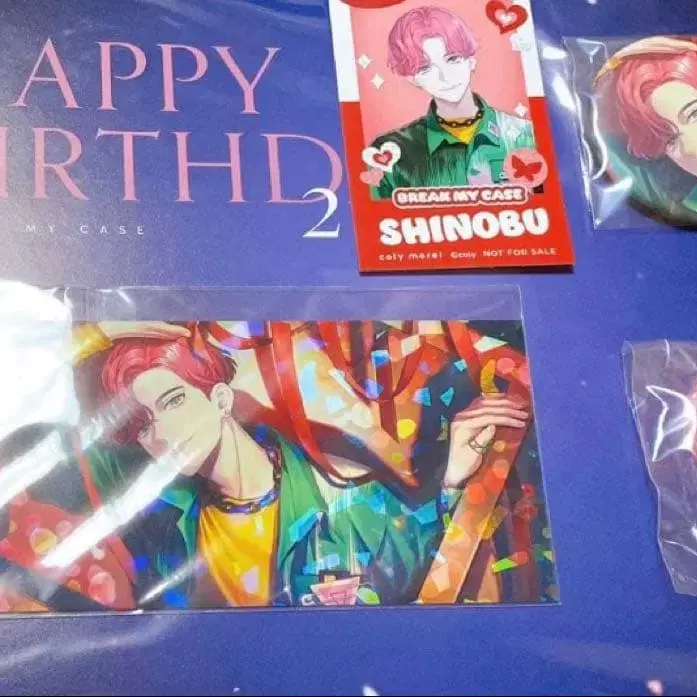 APPY
IRTHD
2
MY CASE
BREAK MY CASE
SHINOBU
coly more! ©coly NOT FOR SALE